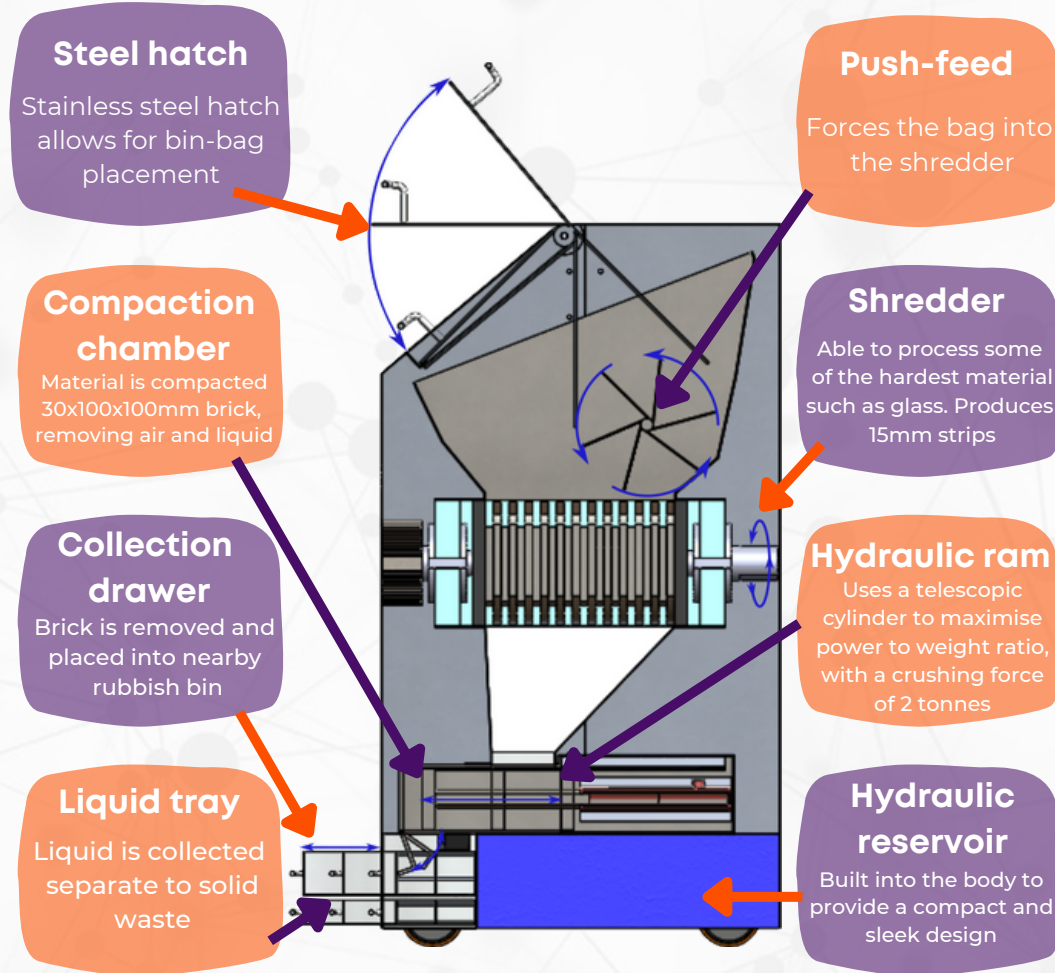 Steel hatch
Stainless steel hatch
allows for bin-bag
placement
Compaction
chamber
Material is compacted
30x100x100mm brick,
removing air and liquid
Collection
drawer
Brick is removed and
placed into nearby
rubbish bin
Liquid tray
Liquid is collected
separate to solid
waste
Push-feed
Forces the bag into
the shredder
Shredder
Able to process some
of the hardest material
such as glass. Produces
15mm strips
Hydraulic ram
Uses a telescopic
cylinder to maximise
power to weight ratio,
with a crushing force
of 2 tonnes
Hydraulic
reservoir
Built into the body to
provide a compact and
sleek design